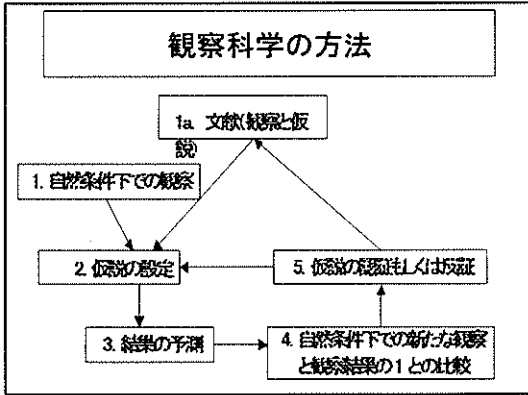 観察科学の方法
1a. 文献(観察と仮
説)
1. 自然条件下での観察
2. 仮説の設定
5. 仮説の認証もしくは反証
3. 結果の予測
4. 自然条件下での新たな観察
と観察結果の1との比較